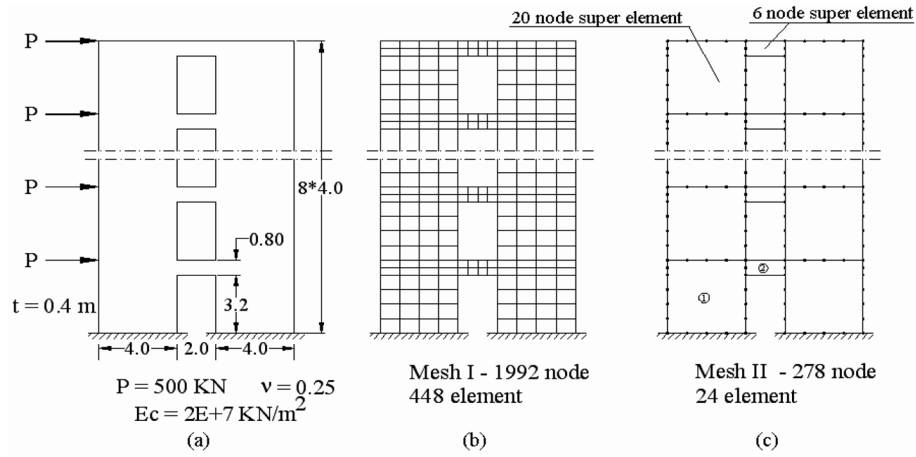 P
P
P
P
t = 0.4 m
8*4.0
0.80
3.2
4.0
2.0
4.0
P = 500 KN ν = 0.25
Ec = 2E+7 KN/m²
(a)
Mesh I - 1992 node
448 element
(b)
20 node super element
6 node super element
①
②
Mesh II - 278 node
24 element
(c)